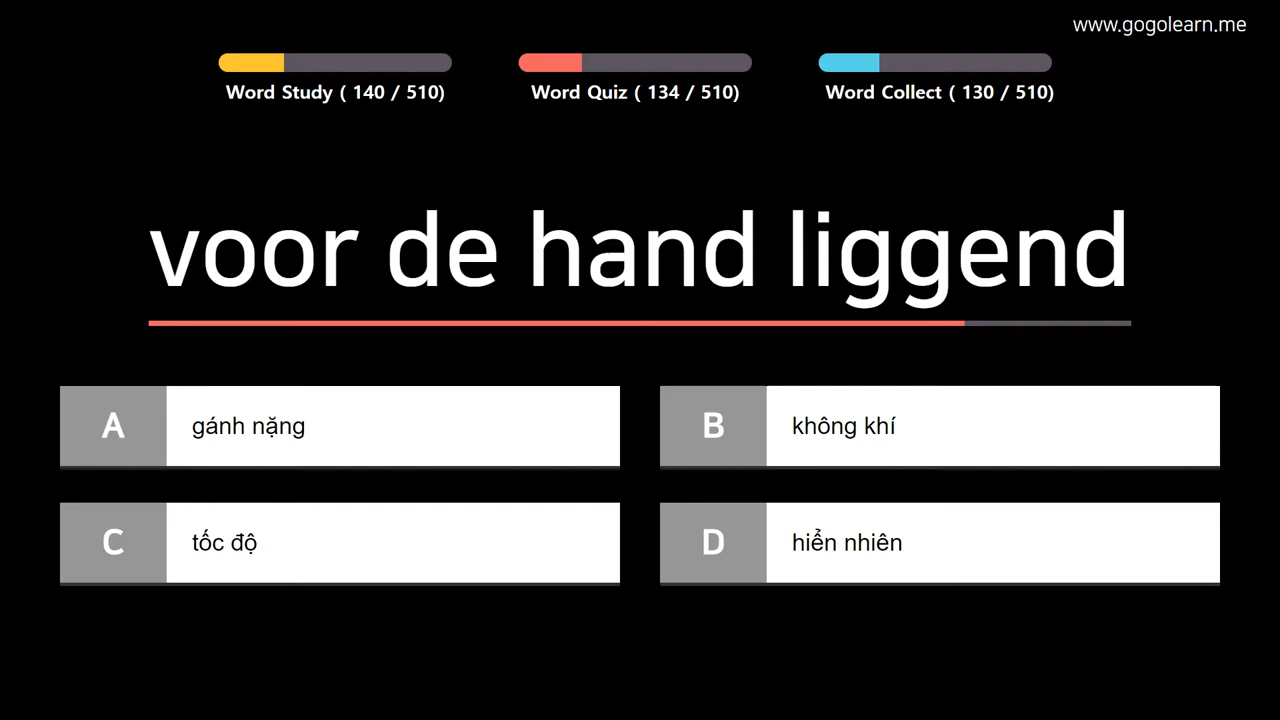 www.gogolearn.me
Word Study ( 140 / 510)
Word Quiz ( 134 / 510)
Word Collect ( 130 / 510)
voor de hand liggend
A gánh nặng
B không khí
C tốc độ
D hiển nhiên